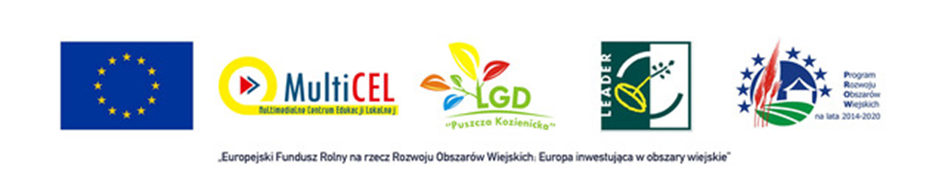 MultiCEL
Multimedialne Centrum Edukacji Lokalnej
LGD
"Puszcza Kozienicka"
LEADER
Program
Rozwoju
Obszarów
Wiejskich
na lata 2014-2020
„Europejski Fundusz Rolny na rzecz Rozwoju Obszarów Wiejskich: Europa inwestująca w obszary wiejskie”